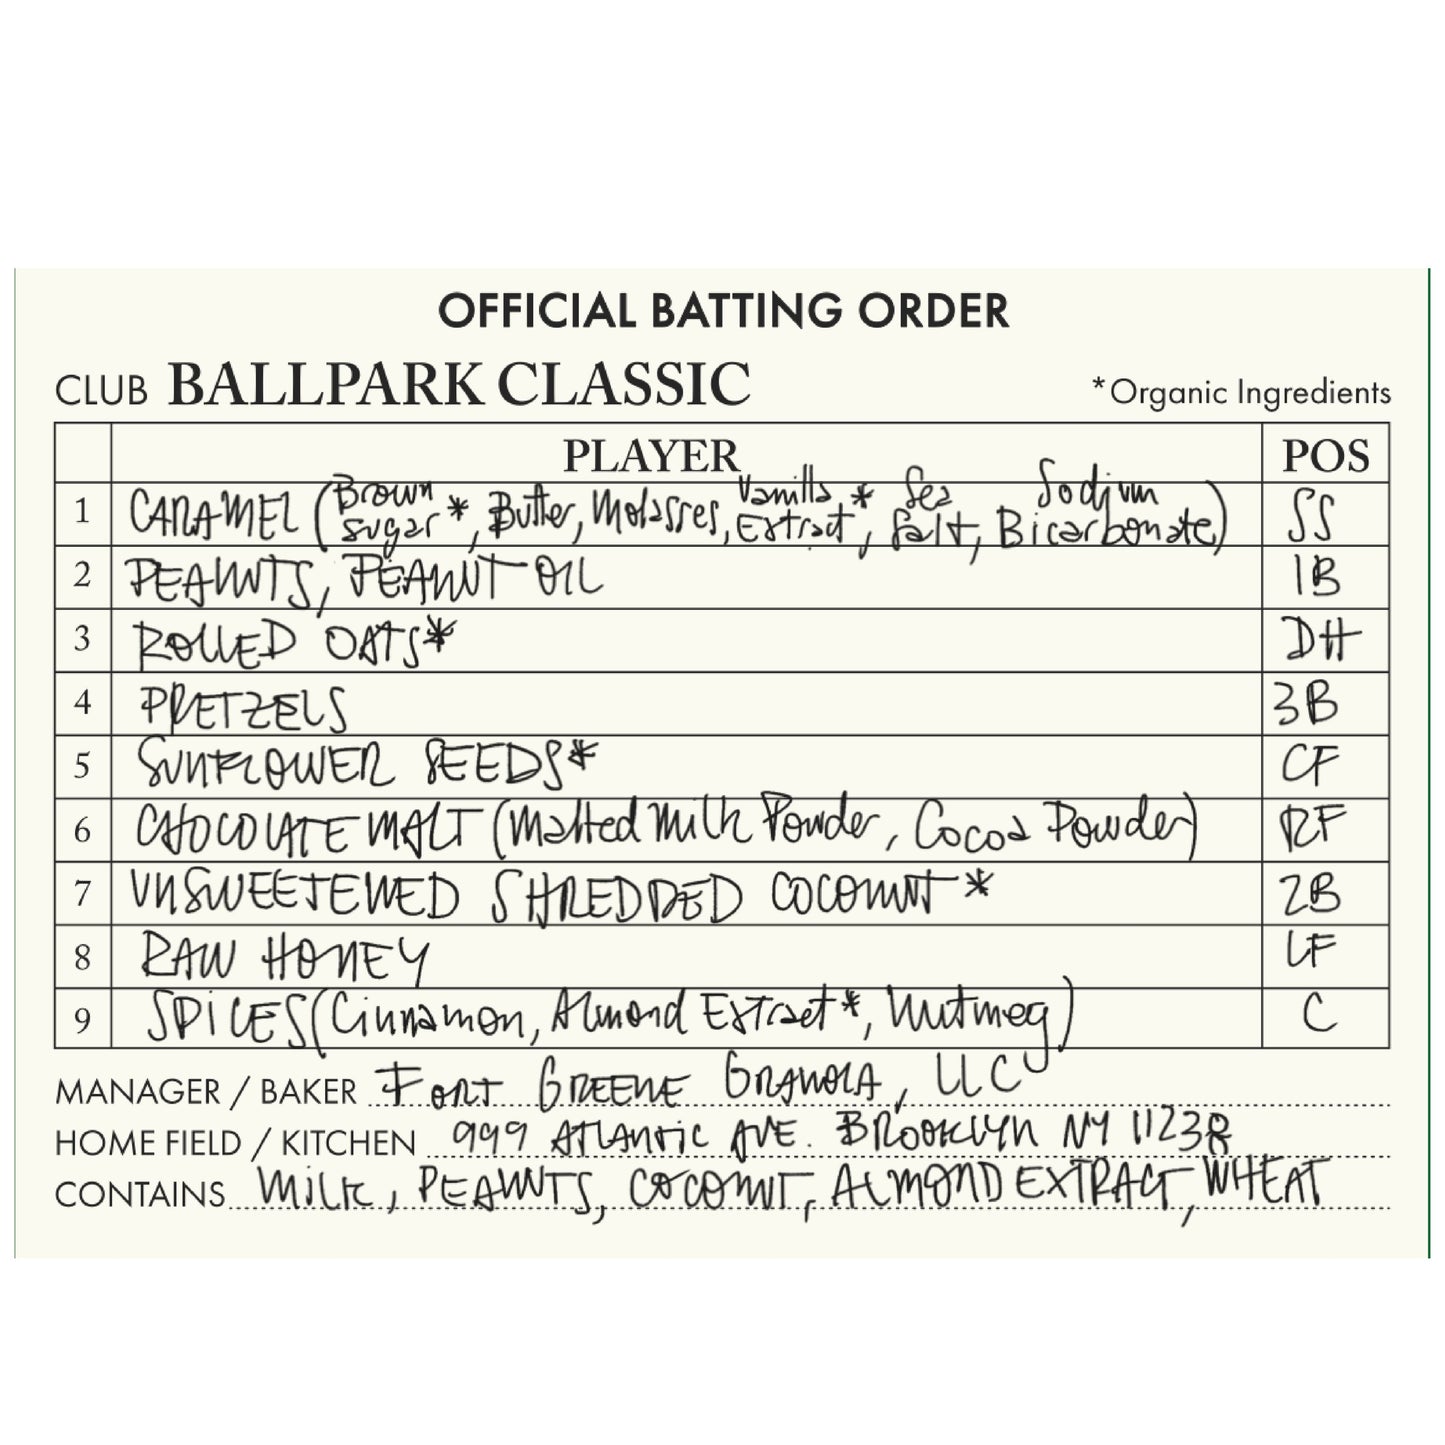 OFFICIAL BATTING ORDER
CLUB BALLPARK CLASSIC *Organic Ingredients
PLAYER POS
1 CARAMEL (Brown Sugar*, Butter, Molasses, Vanilla Extract*, Sea Salt, Sodium Bicarbonate) SS
2 PEANUTS, PEANUT OIL 1B
3 ROLLED OATS* DH
4 PRETZELS 3B
5 SUNFLOWER SEEDS* CF
6 CHOCOLATE MALT (Malted Milk Powder, Cocoa Powder) RF
7 UNSWEETENED SHREDDED COCONUT* 2B
8 RAW HONEY LF
9 SPICES (Cinnamon, Almond Extract*, Nutmeg) C
MANAGER / BAKER FORT GREENE GRANOLA, LLC
HOME FIELD / KITCHEN 999 ATLANTIC AVE. BROOKLYN NY 11238
CONTAINS MILK, PEANUTS, COCONUT, ALMOND EXTRACT, WHEAT